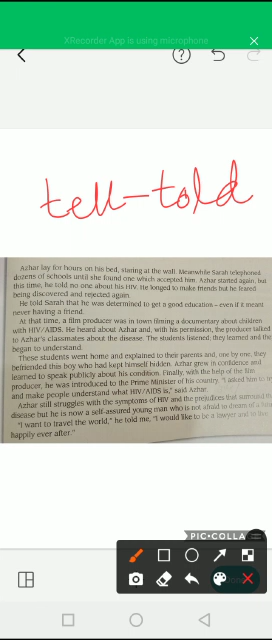 XRecorder App is using microphone
tell-told
Azhar lay for hours on his bed, staring at the wall. Meanwhile Sarah telephoned
dozens of schools until she found one which accepted him. Azhar started again, but
this time, he told no one about his HIV. He longed to make friends but he feared
being discovered and rejected again.
He told Sarah that he was determined to get a good education – even if it meant
never having a friend.
At that time, a film producer was in town filming a documentary about children
with HIV/AIDS. He heard about Azhar and, with his permission, the producer talked
to Azhar's classmates about the disease. The students listened; they learned and they
began to understand.
These students went home and explained to their parents and, one by one, they
befriended this boy who had kept himself hidden. Azhar grew in confidence and
learned to speak publicly about his condition. Finally, with the help of the film
producer, he was introduced to the Prime Minister of his country. "I asked him to try
and make people understand what HIV/AIDS is," said Azhar.
Azhar still struggles with the symptoms of HIV and the prejudices that surround the
disease but he is now a self-assured young man who is not afraid to dream of a
"I want to travel the world," he told me, "I would like to be a lawyer and to live
happily ever after."
PIC•COLLA